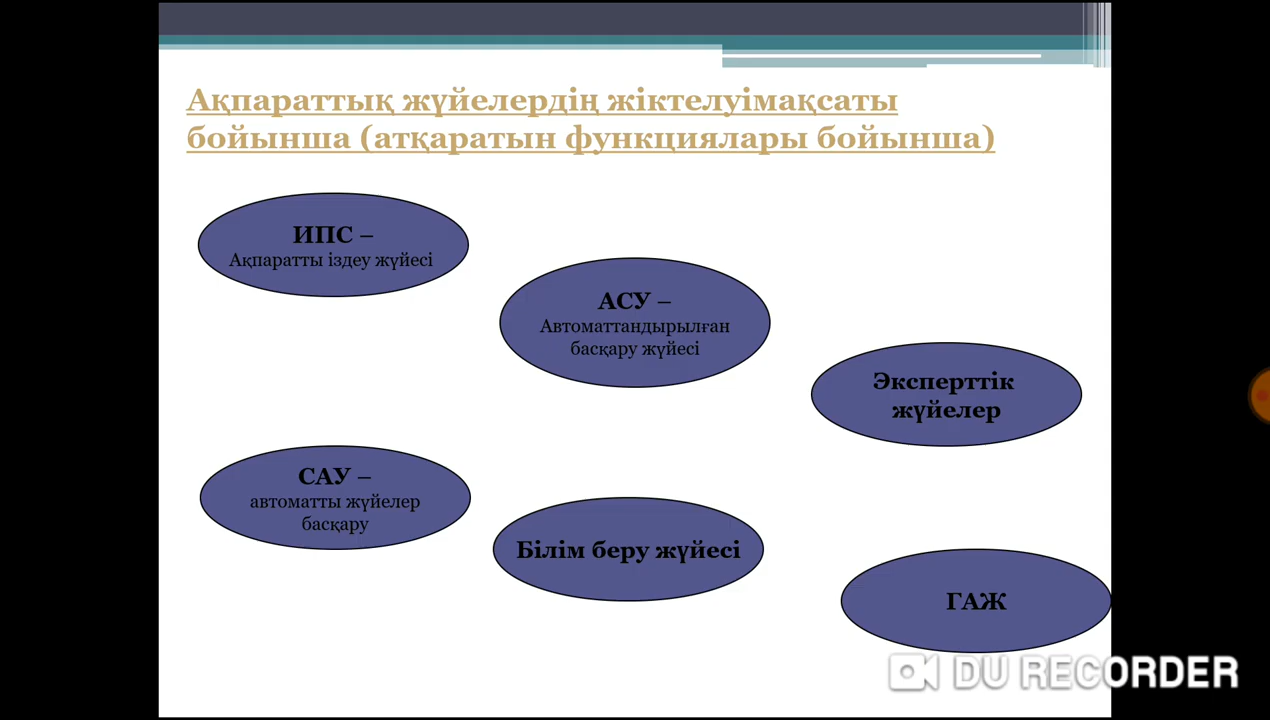 Ақпараттық жүйелердің жіктелуімақсаты
бойынша (атқаратын функциялары бойынша)
ИПС –
Ақпаратты іздеу жүйесі
АСУ –
Автоматтандырылған
басқару жүйесі
Эксперттік
жүйелер
САУ –
автоматты жүйелер
басқару
Білім беру жүйесі
ГАЖ
DU RECORDER